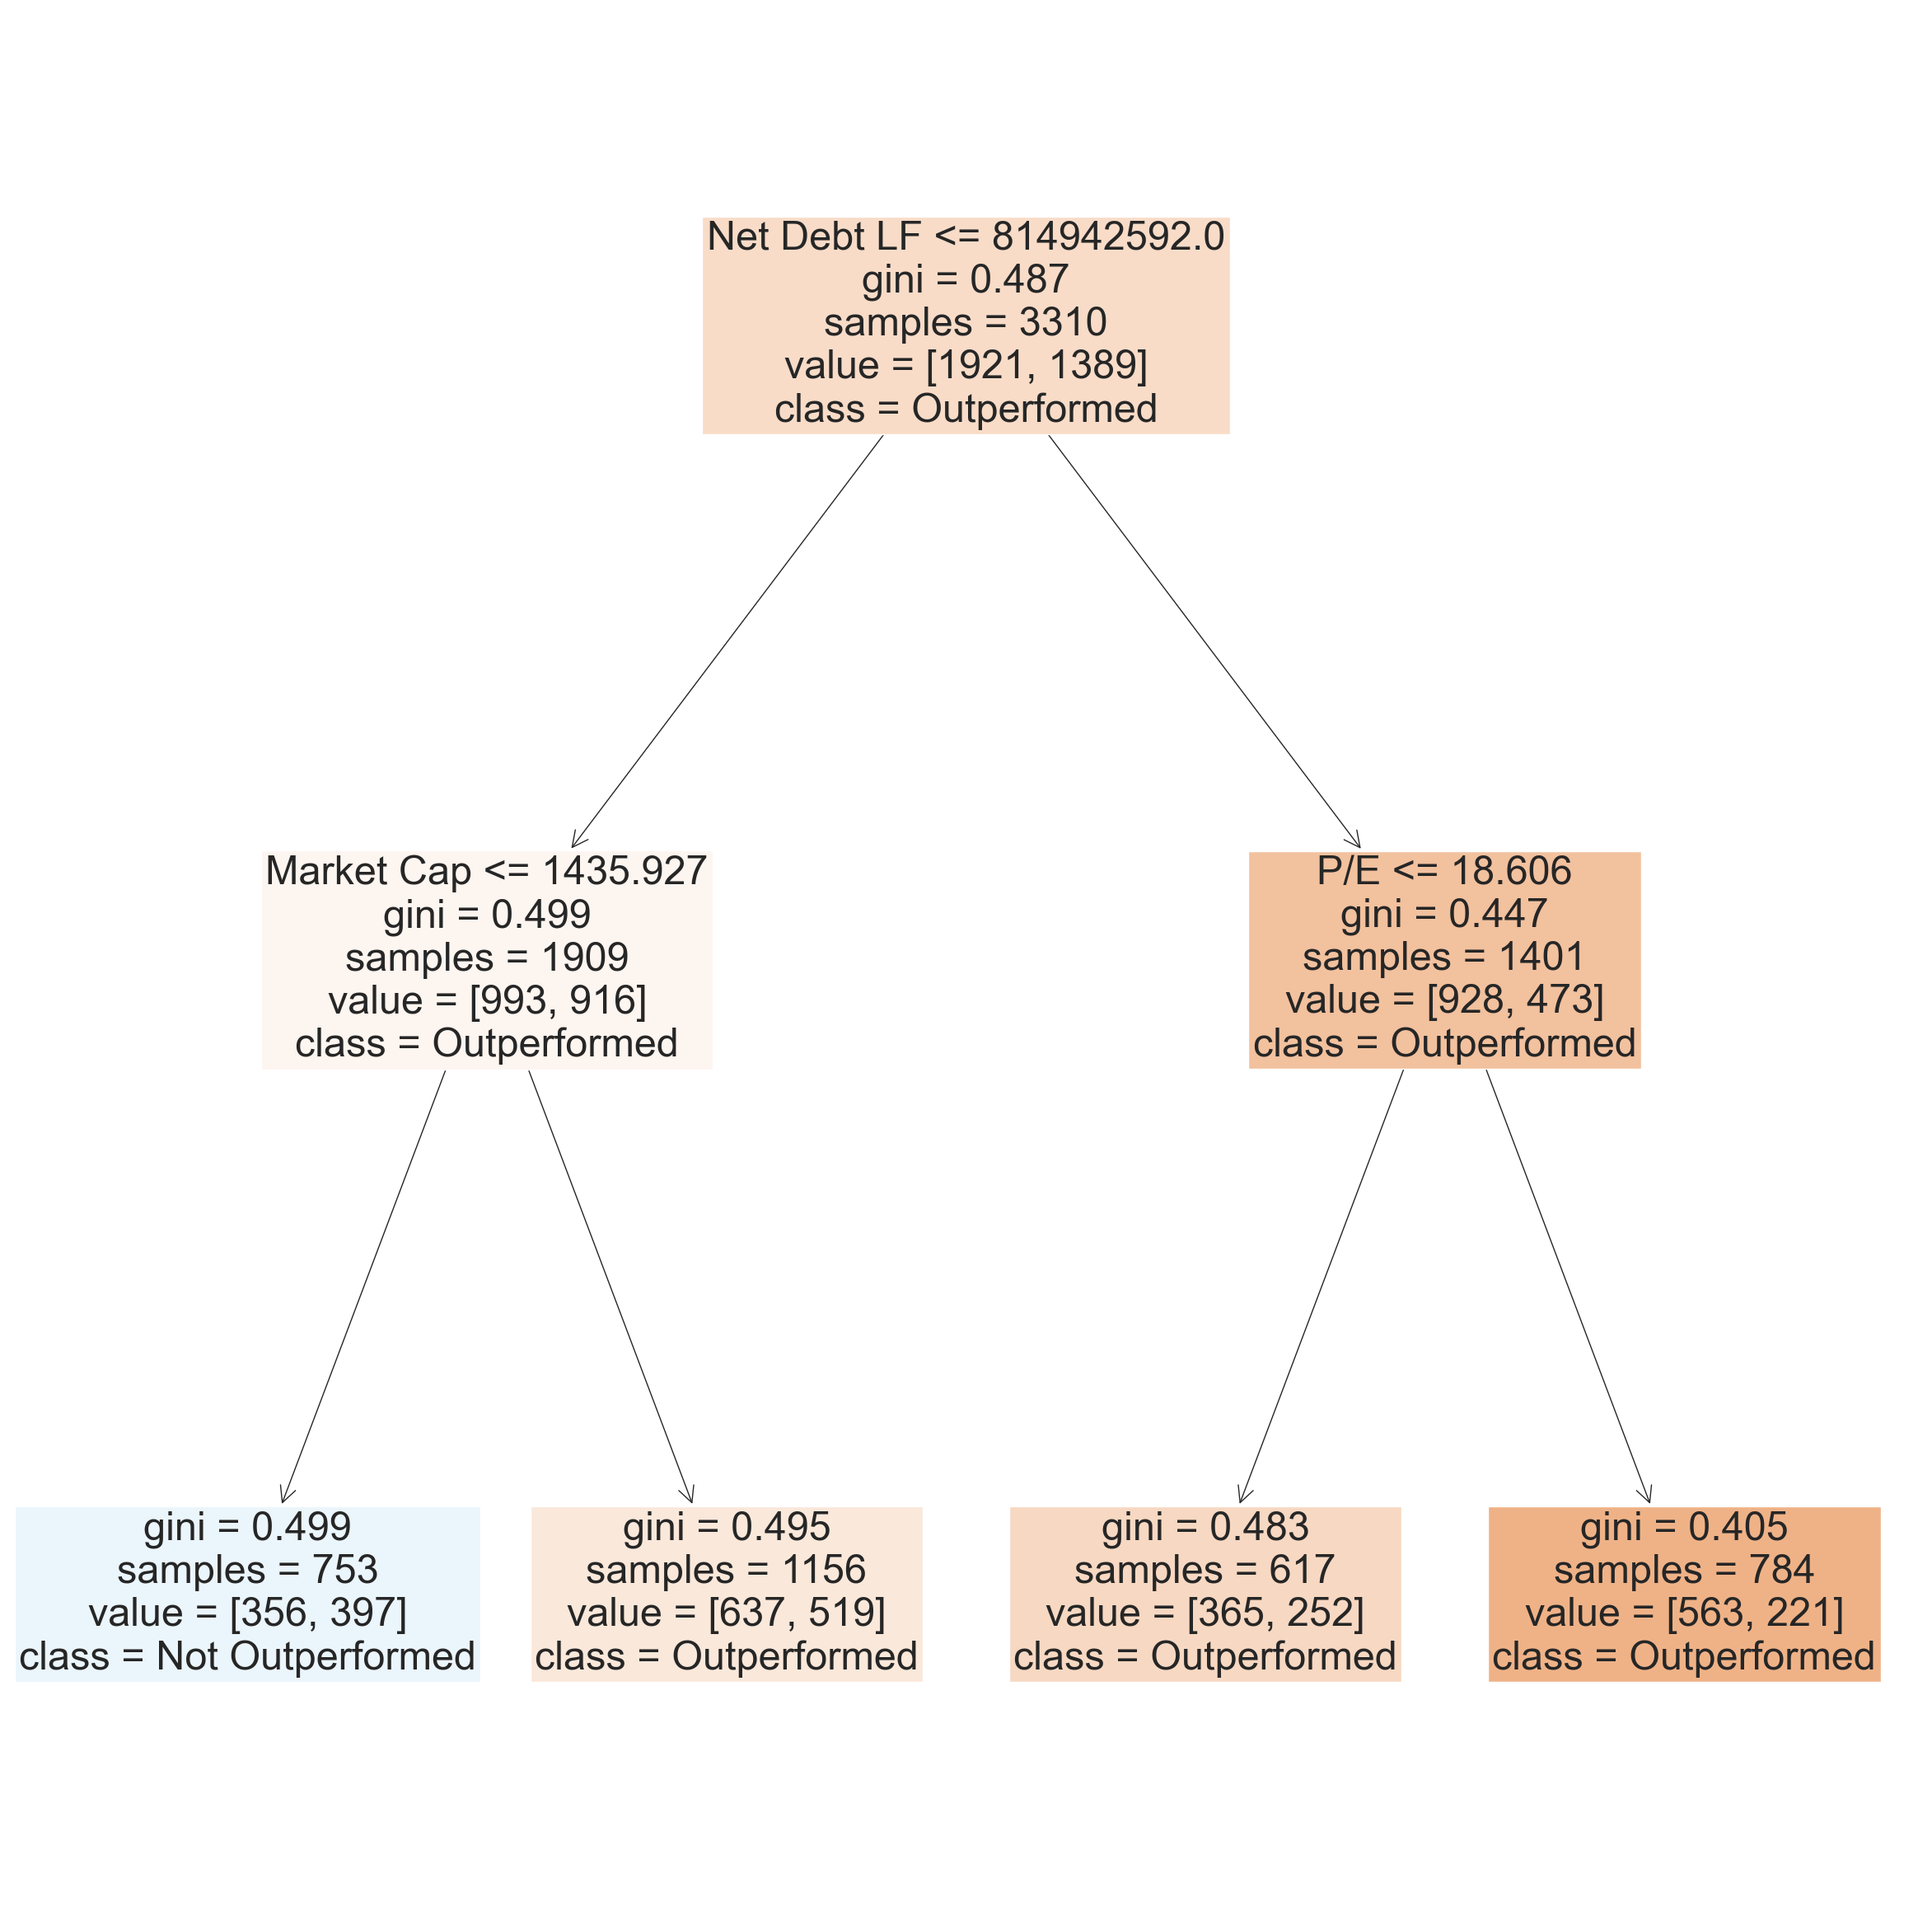 Net Debt LF <= 814942592.0
gini = 0.487
samples = 3310
value = [1921, 1389]
class = Outperformed
Market Cap <= 1435.927
gini = 0.499
samples = 1909
value = [993, 916]
class = Outperformed
P/E <= 18.606
gini = 0.447
samples = 1401
value = [928, 473]
class = Outperformed
gini = 0.499
samples = 753
value = [356, 397]
class = Not Outperformed
gini = 0.495
samples = 1156
value = [637, 519]
class = Outperformed
gini = 0.483
samples = 617
value = [365, 252]
class = Outperformed
gini = 0.405
samples = 784
value = [563, 221]
class = Outperformed